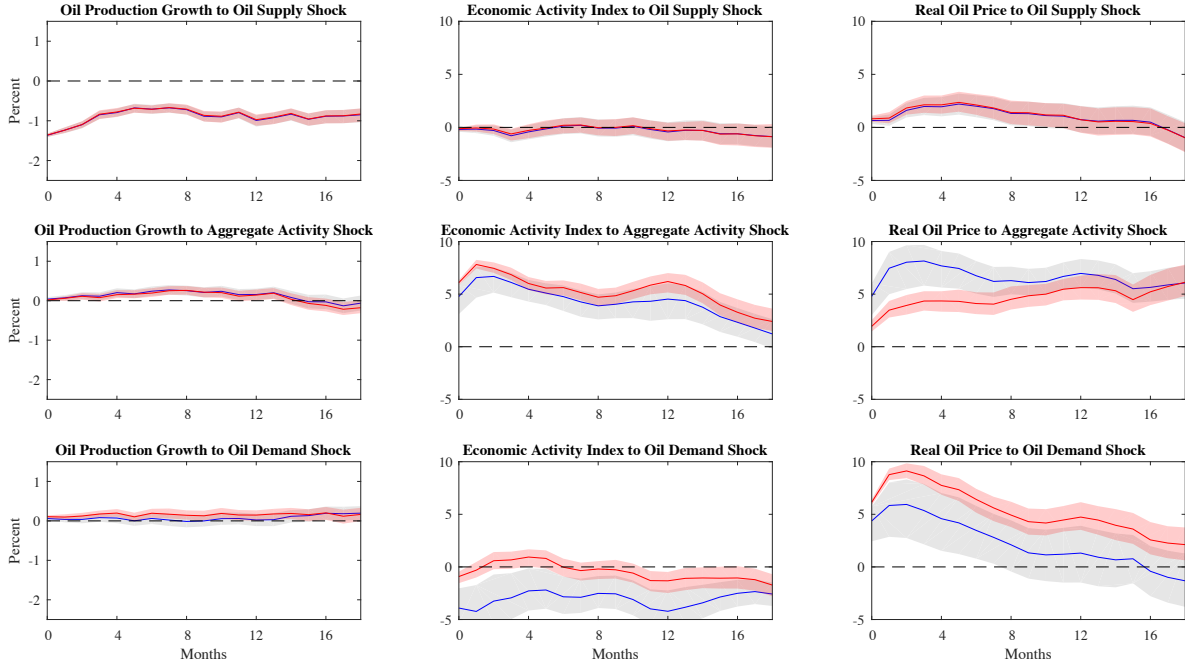 Oil Production Growth to Oil Supply Shock
Economic Activity Index to Oil Supply Shock
Real Oil Price to Oil Supply Shock
Percent
1
0
-1
-2
0 4 8 12 16
10
5
0
-5
0 4 8 12 16
10
5
0
-5
0 4 8 12 16
Oil Production Growth to Aggregate Activity Shock
Economic Activity Index to Aggregate Activity Shock
Real Oil Price to Aggregate Activity Shock
Percent
1
0
-1
-2
0 4 8 12 16
10
5
0
-5
0 4 8 12 16
10
5
0
-5
0 4 8 12 16
Oil Production Growth to Oil Demand Shock
Economic Activity Index to Oil Demand Shock
Real Oil Price to Oil Demand Shock
Percent
1
0
-1
-2
0 4 8 12 16
Months
10
5
0
-5
0 4 8 12 16
Months
10
5
0
-5
0 4 8 12 16
Months